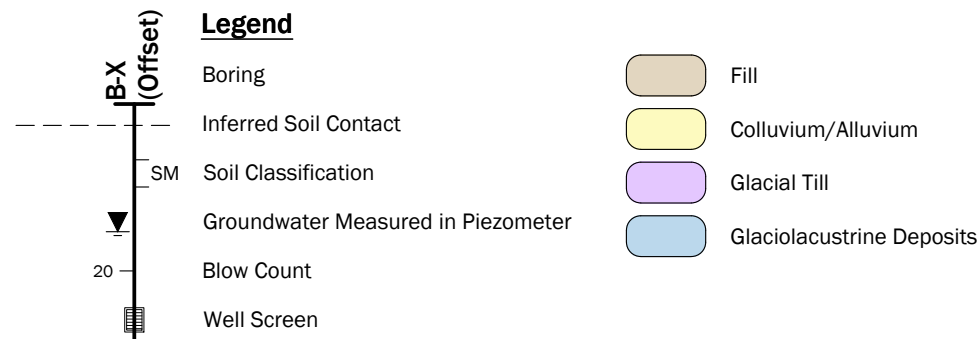 Legend
B-X
(Offset)
Boring
Inferred Soil Contact
SM
Soil Classification
Groundwater Measured in Piezometer
20
Blow Count
Well Screen
Fill
Colluvium/Alluvium
Glacial Till
Glaciolacustrine Deposits